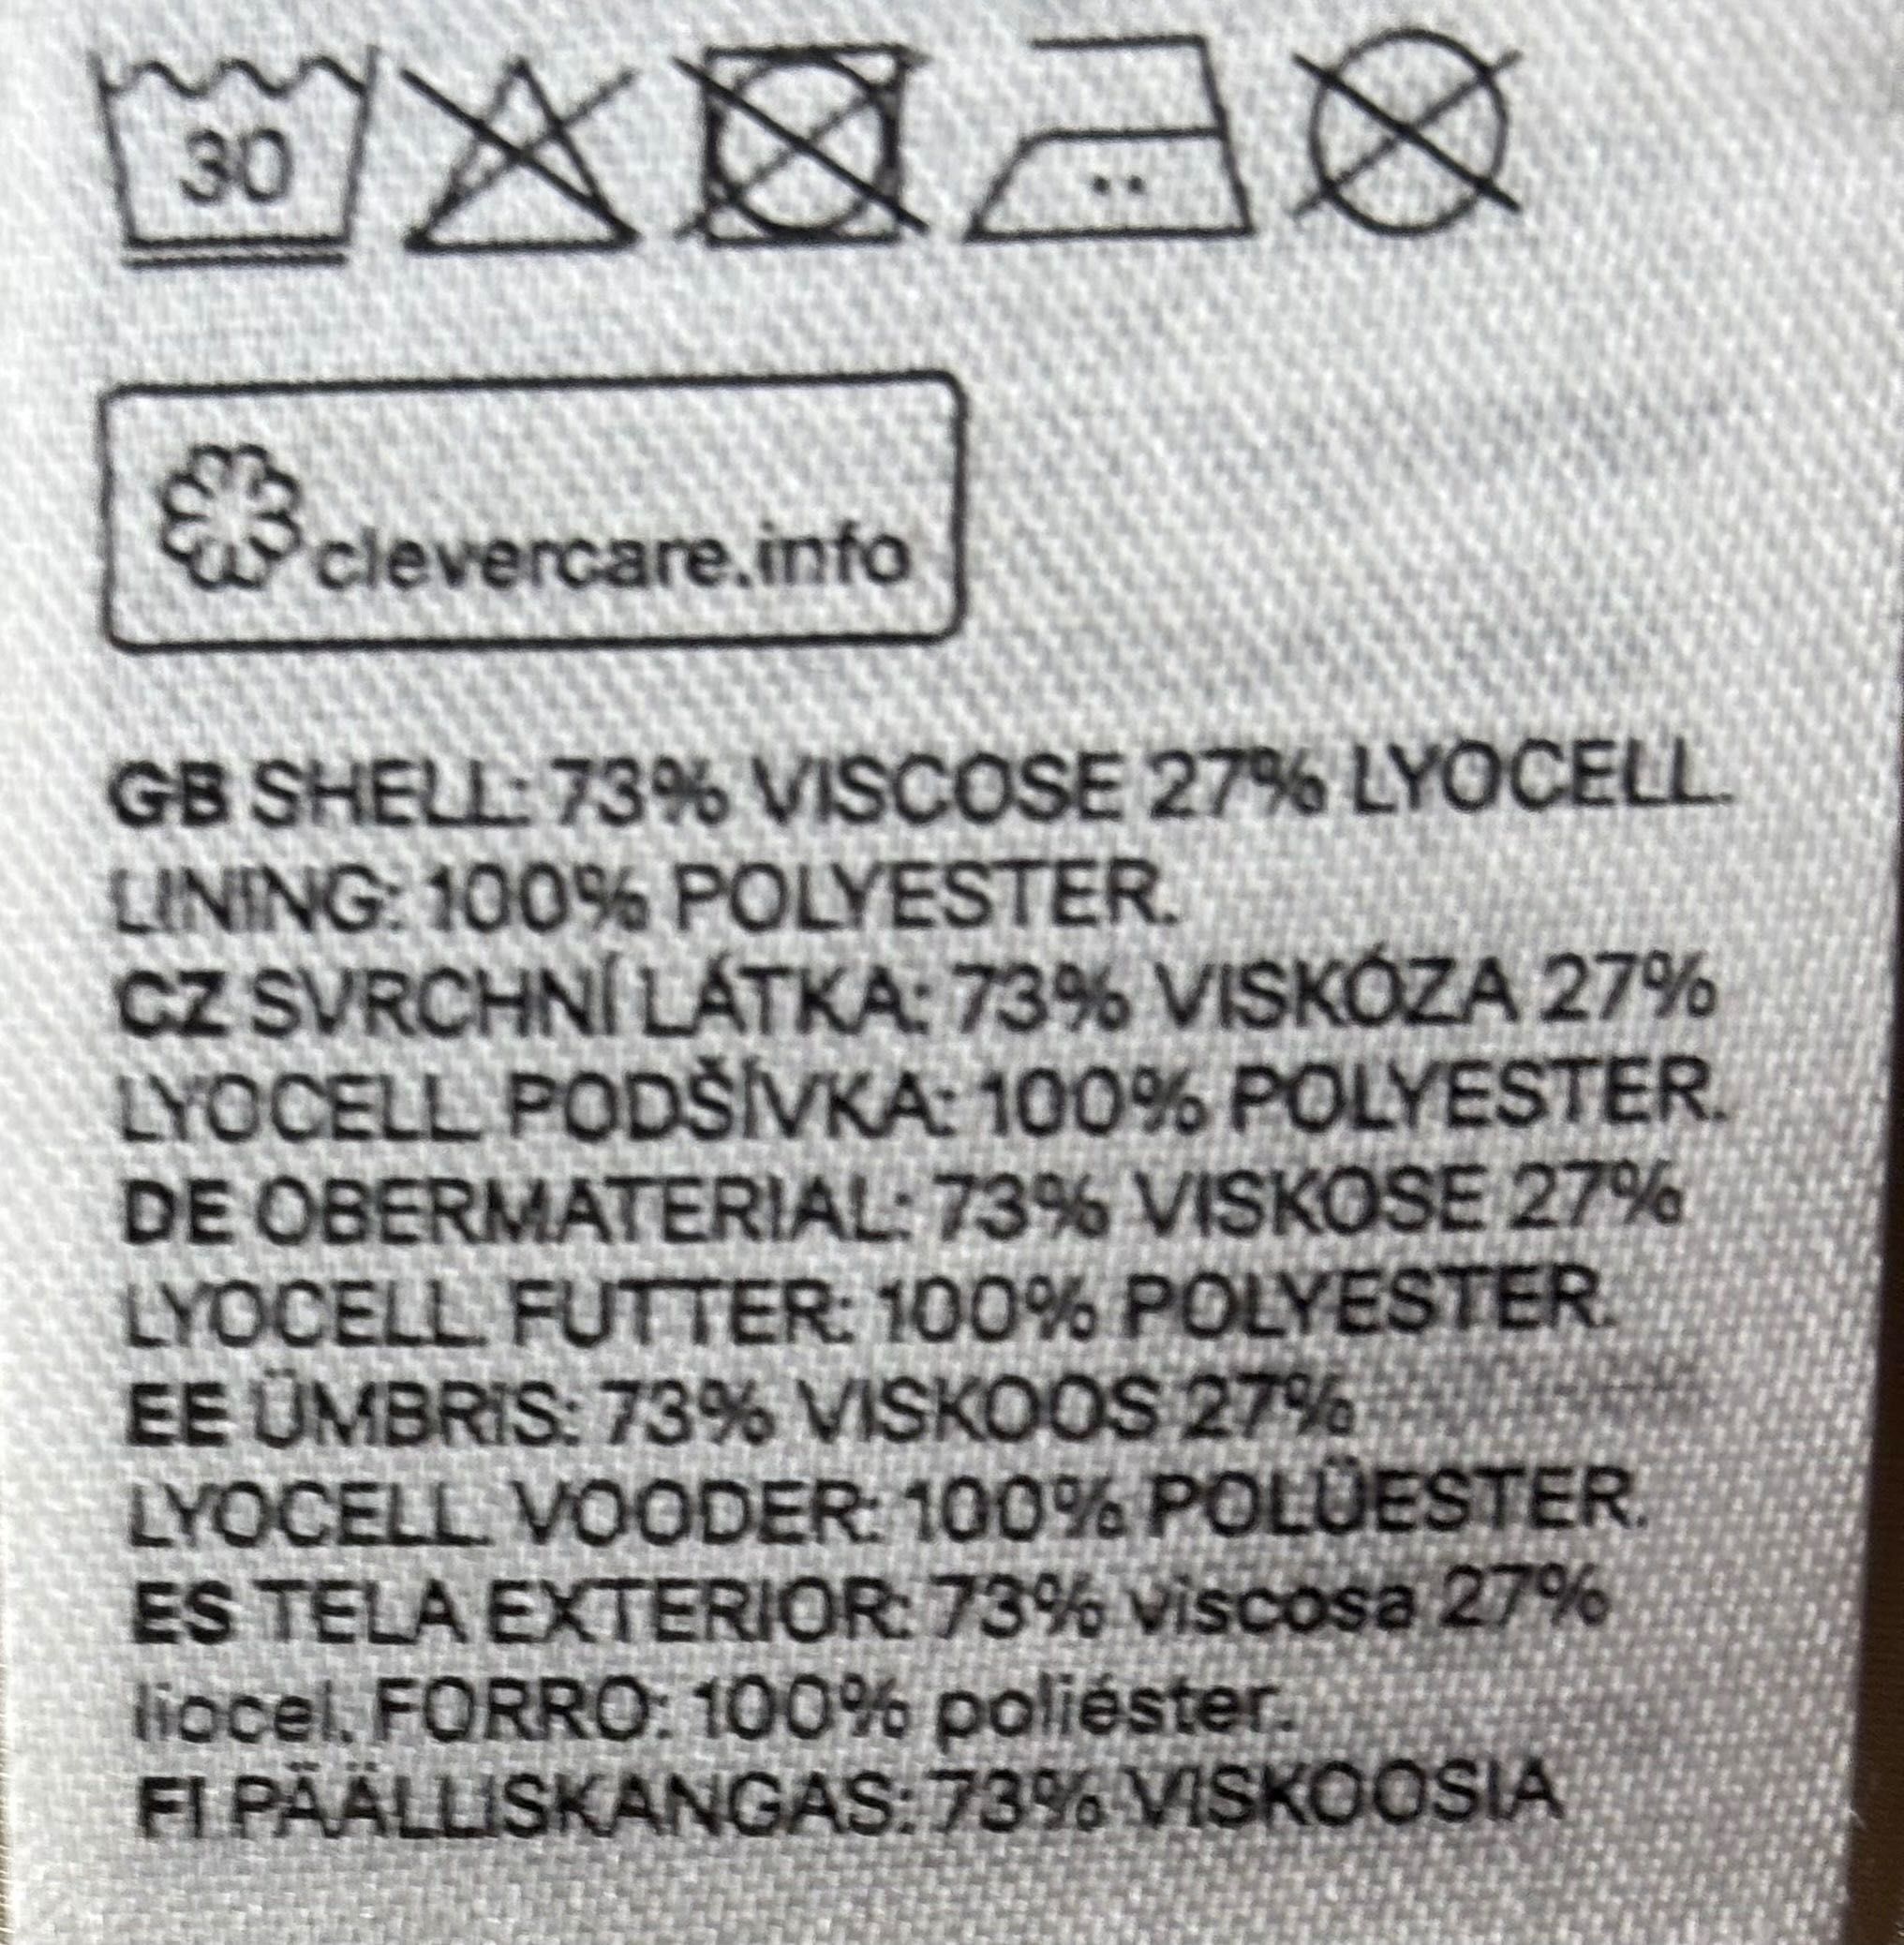 30
clevercare.info
GB SHELL: 73% VISCOSE 27% LYOCELL.
LINING: 100% POLYESTER.
CZ SVRCHNÍ LÁTKA: 73% VISKÓZA 27%
LYOCELL. PODŠÍVKA: 100% POLYESTER.
DE OBERMATERIAL: 73% VISKOSE 27%
LYOCELL. FUTTER: 100% POLYESTER.
EE ÜMBRIS: 73% VISKOOS 27%
LYOCELL. VOODER: 100% POLÜESTER.
ES TELA EXTERIOR: 73% viscosa 27%
liocel. FORRO: 100% poliéster.
FI PÄÄLLISKANGAS: 73% VISKOOSIA